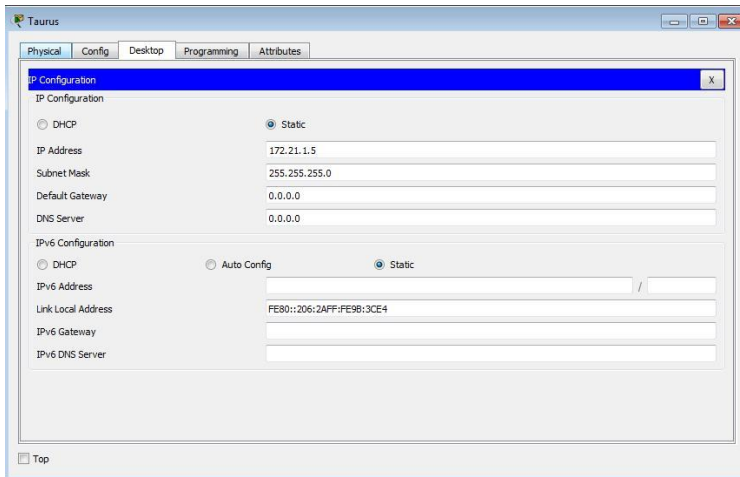 Taurus
Physical Config Desktop Programming Attributes
IP Configuration X
IP Configuration
DHCP Static
IP Address 172.21.1.5
Subnet Mask 255.255.255.0
Default Gateway 0.0.0.0
DNS Server 0.0.0.0
IPv6 Configuration
DHCP Auto Config Static
IPv6 Address /
Link Local Address FE80::206:2AFF:FE9B:3CE4
IPv6 Gateway
IPv6 DNS Server
Top